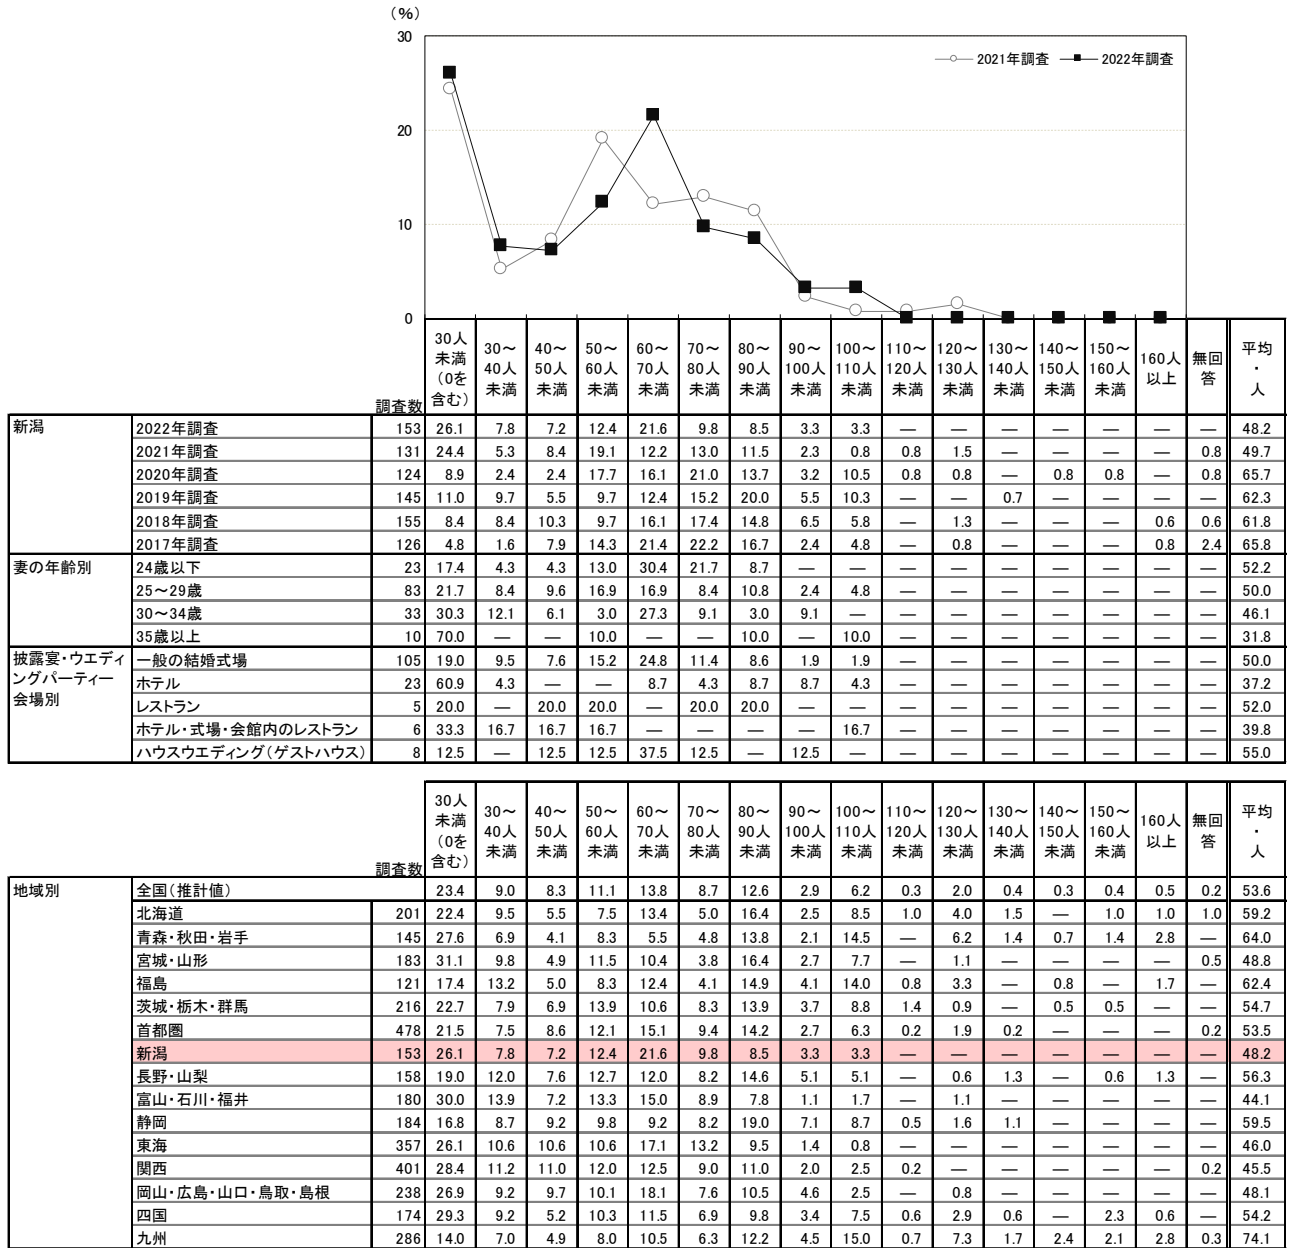 （%）
30
20
10
0
2021年調査 2022年調査
調査数 30人未満（0を含む） 30～40人未満 40～50人未満 50～60人未満 60～70人未満 70～80人未満 80～90人未満 90～100人未満 100～110人未満 110～120人未満 120～130人未満 130～140人未満 140～150人未満 150～160人未満 160人以上 無回答 平均・人
新潟 2022年調査 153 26.1 7.8 7.2 12.4 21.6 9.8 8.5 3.3 3.3 — — — — — — — 48.2
2021年調査 131 24.4 5.3 8.4 19.1 12.2 13.0 11.5 2.3 0.8 0.8 1.5 — — — — 0.8 49.7
2020年調査 124 8.9 2.4 2.4 17.7 16.1 21.0 13.7 3.2 10.5 0.8 0.8 — 0.8 0.8 — 0.8 65.7
2019年調査 145 11.0 9.7 5.5 9.7 12.4 15.2 20.0 5.5 10.3 — — 0.7 — — — — 62.3
2018年調査 155 8.4 8.4 10.3 9.7 16.1 17.4 14.8 6.5 5.8 — 1.3 — — — 0.6 0.6 61.8
2017年調査 126 4.8 1.6 7.9 14.3 21.4 22.2 16.7 2.4 4.8 — 0.8 — — — 0.8 2.4 65.8
妻の年齢別 24歳以下 23 17.4 4.3 4.3 13.0 30.4 21.7 8.7 — — — — — — — — — 52.2
25～29歳 83 21.7 8.4 9.6 16.9 16.9 8.4 10.8 2.4 4.8 — — — — — — — 50.0
30～34歳 33 30.3 12.1 6.1 3.0 27.3 9.1 3.0 9.1 — — — — — — — — 46.1
35歳以上 10 70.0 — — 10.0 — — 10.0 — 10.0 — — — — — — — 31.8
披露宴・ウエディングパーティー会場別 一般の結婚式場 105 19.0 9.5 7.6 15.2 24.8 11.4 8.6 1.9 1.9 — — — — — — — 50.0
ホテル 23 60.9 4.3 — — 8.7 4.3 8.7 8.7 4.3 — — — — — — — 37.2
レストラン 5 20.0 — 20.0 20.0 — 20.0 20.0 — — — — — — — — — 52.0
ホテル・式場・会館内のレストラン 6 33.3 16.7 16.7 16.7 — — — — 16.7 — — — — — — — 39.8
ハウスウエディング（ゲストハウス） 8 12.5 — 12.5 12.5 37.5 12.5 — 12.5 — — — — — — — — 55.0
調査数 30人未満（0を含む） 30～40人未満 40～50人未満 50～60人未満 60～70人未満 70～80人未満 80～90人未満 90～100人未満 100～110人未満 110～120人未満 120～130人未満 130～140人未満 140～150人未満 150～160人未満 160人以上 無回答 平均・人
地域別 全国（推計値） 23.4 9.0 8.3 11.1 13.8 8.7 12.6 2.9 6.2 0.3 2.0 0.4 0.3 0.4 0.5 0.2 53.6
北海道 201 22.4 9.5 5.5 7.5 13.4 5.0 16.4 2.5 8.5 1.0 4.0 1.5 — 1.0 1.0 1.0 59.2
青森・秋田・岩手 145 27.6 6.9 4.1 8.3 5.5 4.8 13.8 2.1 14.5 — 6.2 1.4 0.7 1.4 2.8 — 64.0
宮城・山形 183 31.1 9.8 4.9 11.5 10.4 3.8 16.4 2.7 7.7 — 1.1 — — — — 0.5 48.8
福島 121 17.4 13.2 5.0 8.3 12.4 4.1 14.9 4.1 14.0 0.8 3.3 — 0.8 — 1.7 — 62.4
茨城・栃木・群馬 216 22.7 7.9 6.9 13.9 10.6 8.3 13.9 3.7 8.8 1.4 0.9 — 0.5 0.5 — — 54.7
首都圏 478 21.5 7.5 8.6 12.1 15.1 9.4 14.2 2.7 6.3 0.2 1.9 0.2 — — — 0.2 53.5
新潟 153 26.1 7.8 7.2 12.4 21.6 9.8 8.5 3.3 3.3 — — — — — — — 48.2
長野・山梨 158 19.0 12.0 7.6 12.7 12.0 8.2 14.6 5.1 5.1 — 0.6 1.3 — 0.6 1.3 — 56.3
富山・石川・福井 180 30.0 13.9 7.2 13.3 15.0 8.9 7.8 1.1 1.7 — 1.1 — — — — — 44.1
静岡 184 16.8 8.7 9.2 9.8 9.2 8.2 19.0 7.1 8.7 0.5 1.6 1.1 — — — — 59.5
東海 357 26.1 10.6 10.6 10.6 17.1 13.2 9.5 1.4 0.8 — — — — — — — 46.0
関西 401 28.4 11.2 11.0 12.0 12.5 9.0 11.0 2.0 2.5 0.2 — — — — — 0.2 45.5
岡山・広島・山口・鳥取・島根 238 26.9 9.2 9.7 10.1 18.1 7.6 10.5 4.6 2.5 — 0.8 — — — — — 48.1
四国 174 29.3 9.2 5.2 10.3 11.5 6.9 9.8 3.4 7.5 0.6 2.9 0.6 — 2.3 0.6 — 54.2
九州 286 14.0 7.0 4.9 8.0 10.5 6.3 12.2 4.5 15.0 0.7 7.3 1.7 2.4 2.1 2.8 0.3 74.1